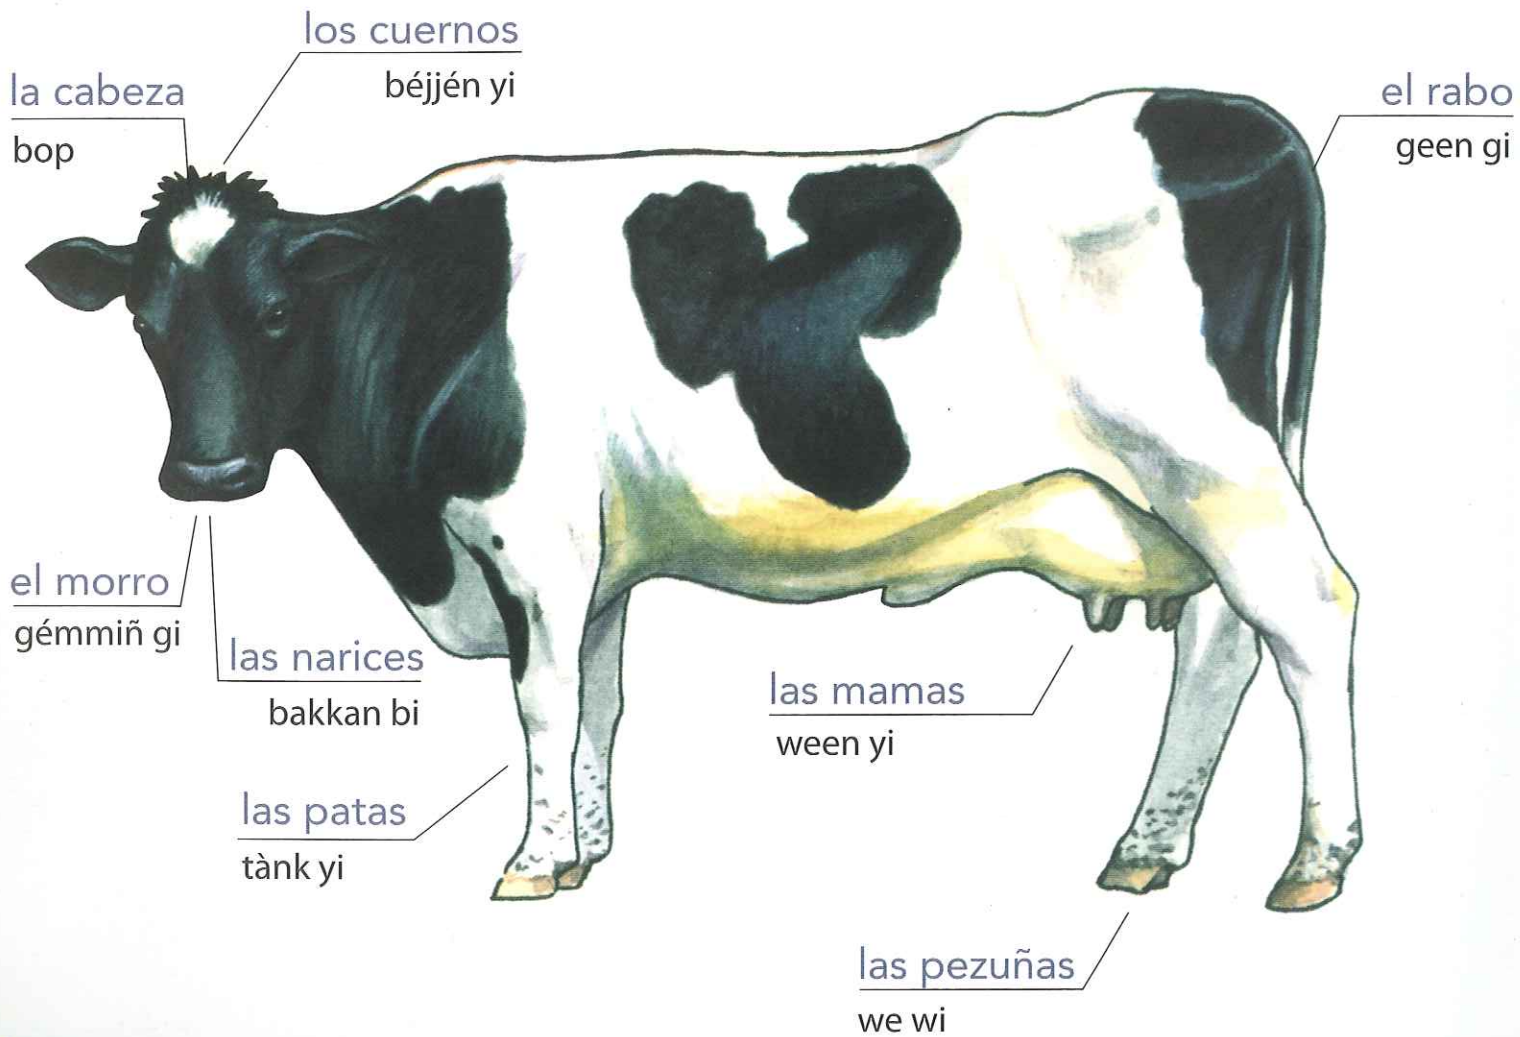 los cuernos
béjjén yi
la cabeza
bop
el rabo
geen gi
el morro
gémmiñ gi
las narices
bakkan bi
las mamas
ween yi
las patas
tànk yi
las pezuñas
we wi